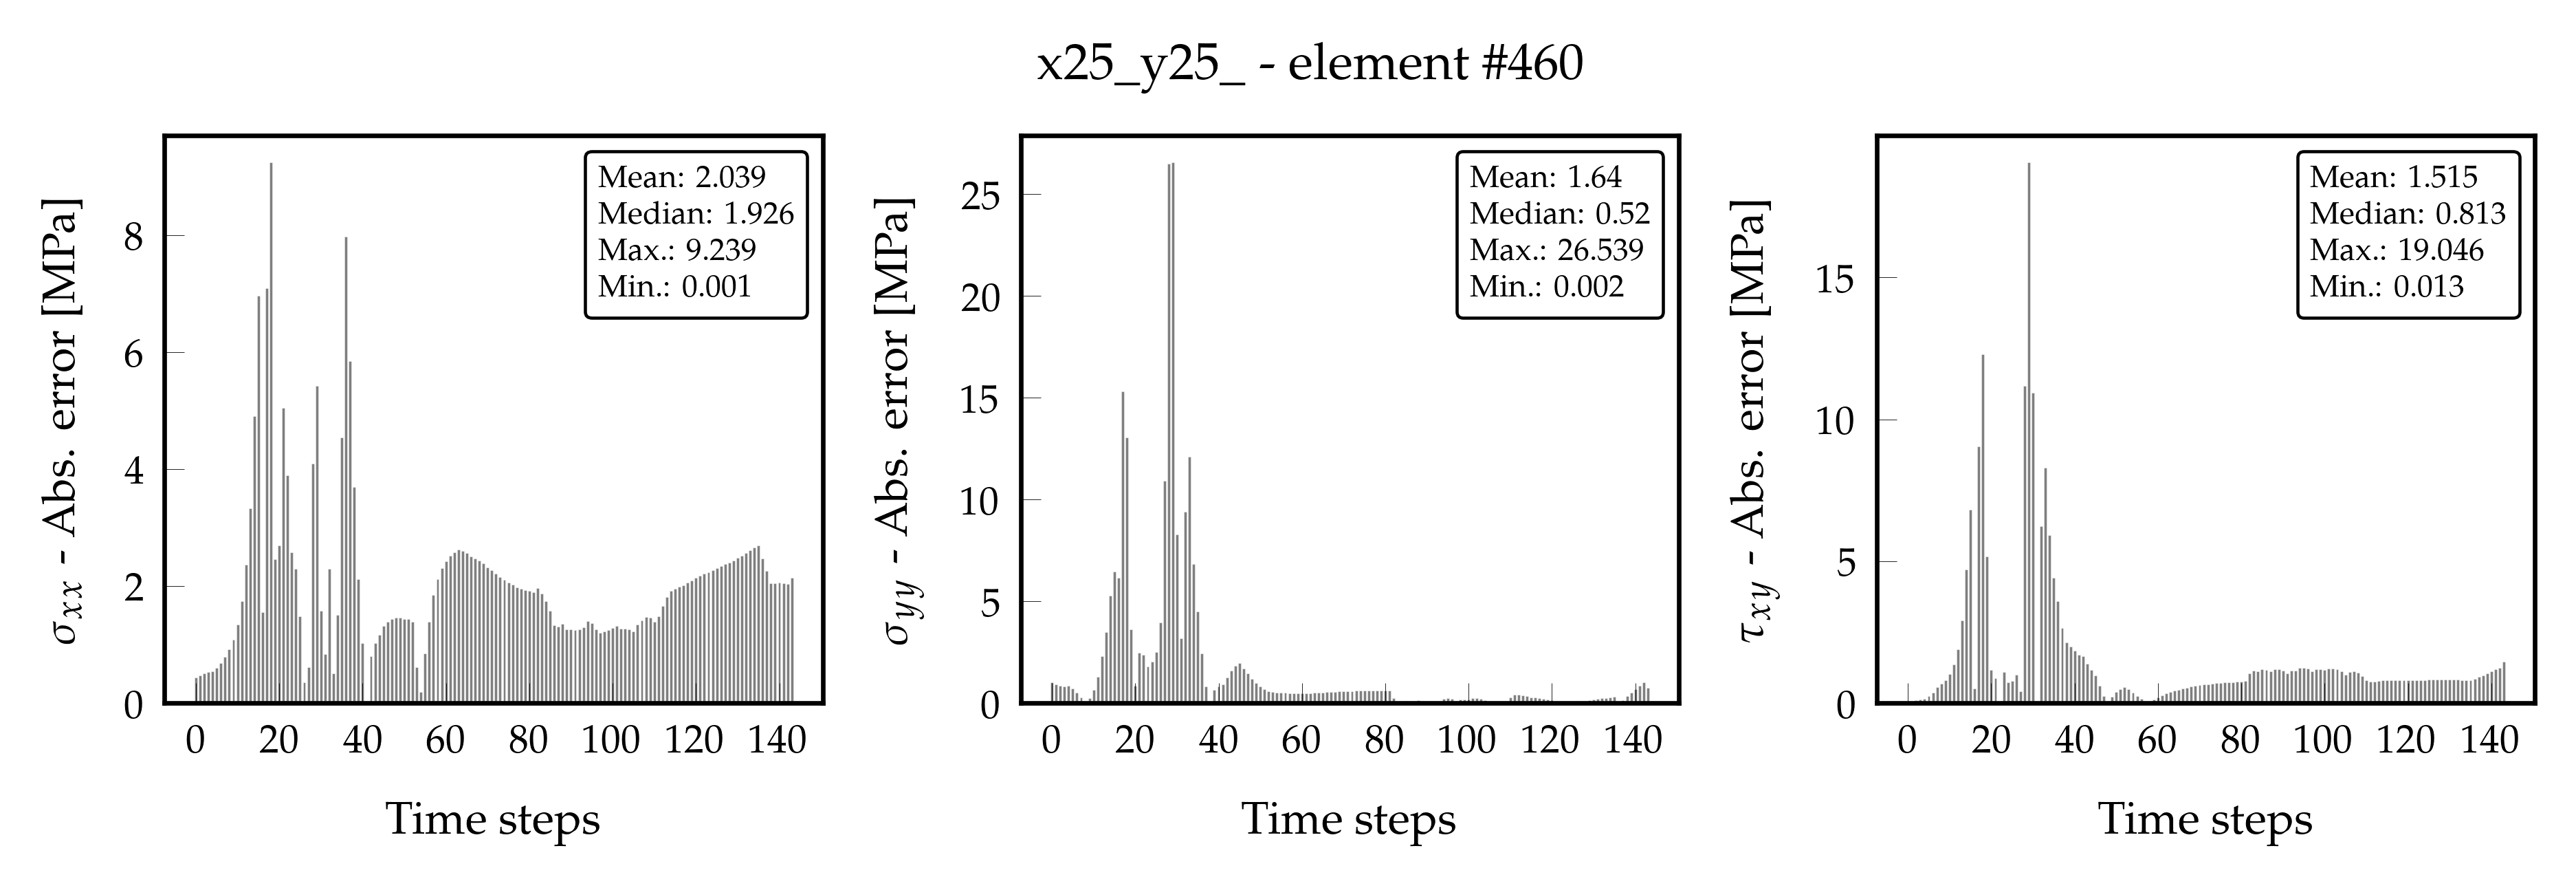 x25_y25_ - element #460
σxx - Abs. error [MPa]
8
6
4
2
0
0 20 40 60 80 100 120 140
Time steps
Mean: 2.039
Median: 1.926
Max.: 9.239
Min.: 0.001
σyy - Abs. error [MPa]
25
20
15
10
5
0
0 20 40 60 80 100 120 140
Time steps
Mean: 1.64
Median: 0.52
Max.: 26.539
Min.: 0.002
τxy - Abs. error [MPa]
15
10
5
0
0 20 40 60 80 100 120 140
Time steps
Mean: 1.515
Median: 0.813
Max.: 19.046
Min.: 0.013